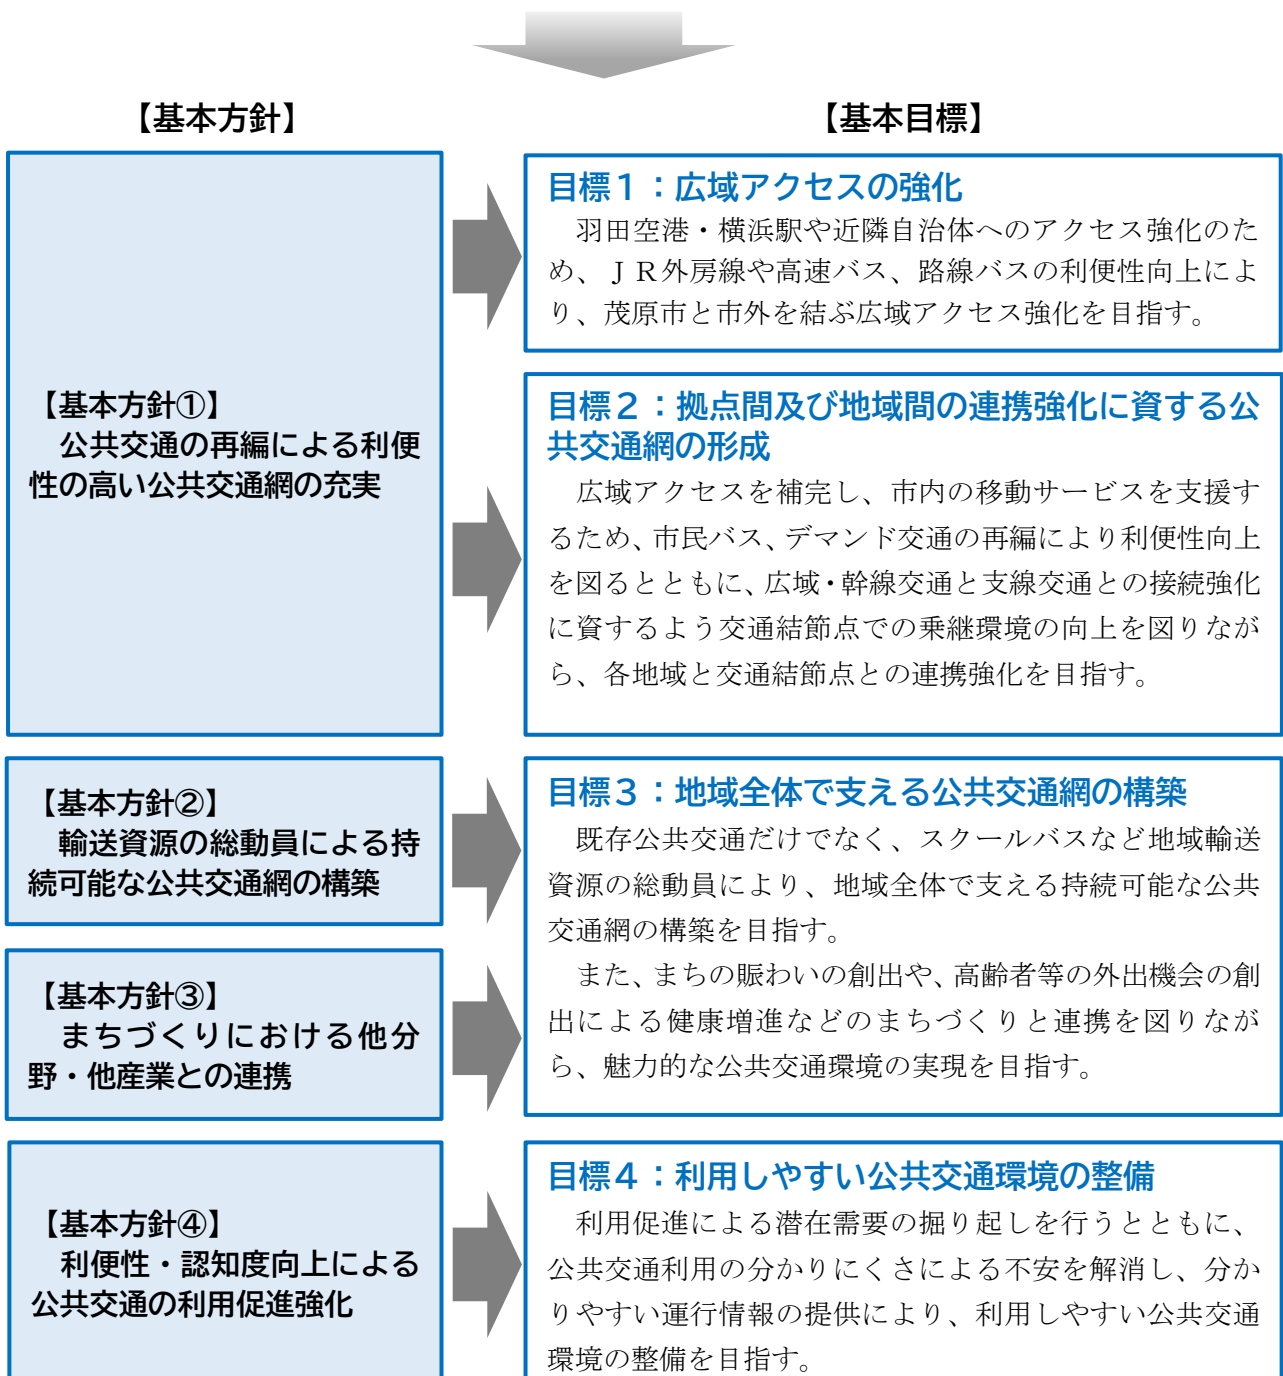 【基本方針】
【基本目標】
【基本方針①】
公共交通の再編による利便
性の高い公共交通網の充実
目標１：広域アクセスの強化
羽田空港・横浜駅や近隣自治体へのアクセス強化のた
め、ＪＲ外房線や高速バス、路線バスの利便性向上によ
り、茂原市と市外を結ぶ広域アクセス強化を目指す。
目標２：拠点間及び地域間の連携強化に資する公
共交通網の形成
広域アクセスを補完し、市内の移動サービスを支援す
るため、市民バス、デマンド交通の再編により利便性向上
を図るとともに、広域・幹線交通と支線交通との接続強化
に資するよう交通結節点での乗継環境の向上を図りなが
ら、各地域と交通結節点との連携強化を目指す。
【基本方針②】
輸送資源の総動員による持
続可能な公共交通網の構築
【基本方針③】
まちづくりにおける他分
野・他産業との連携
目標３：地域全体で支える公共交通網の構築
既存公共交通だけでなく、スクールバスなど地域輸送
資源の総動員により、地域全体で支える持続可能な公共
交通網の構築を目指す。
また、まちの賑わいの創出や、高齢者等の外出機会の創
出による健康増進などのまちづくりと連携を図りなが
ら、魅力的な公共交通環境の実現を目指す。
【基本方針④】
利便性・認知度向上による
公共交通の利用促進強化
目標４：利用しやすい公共交通環境の整備
利用促進による潜在需要の掘り起しを行うとともに、
公共交通利用の分かりにくさによる不安を解消し、分か
りやすい運行情報の提供により、利用しやすい公共交通
環境の整備を目指す。